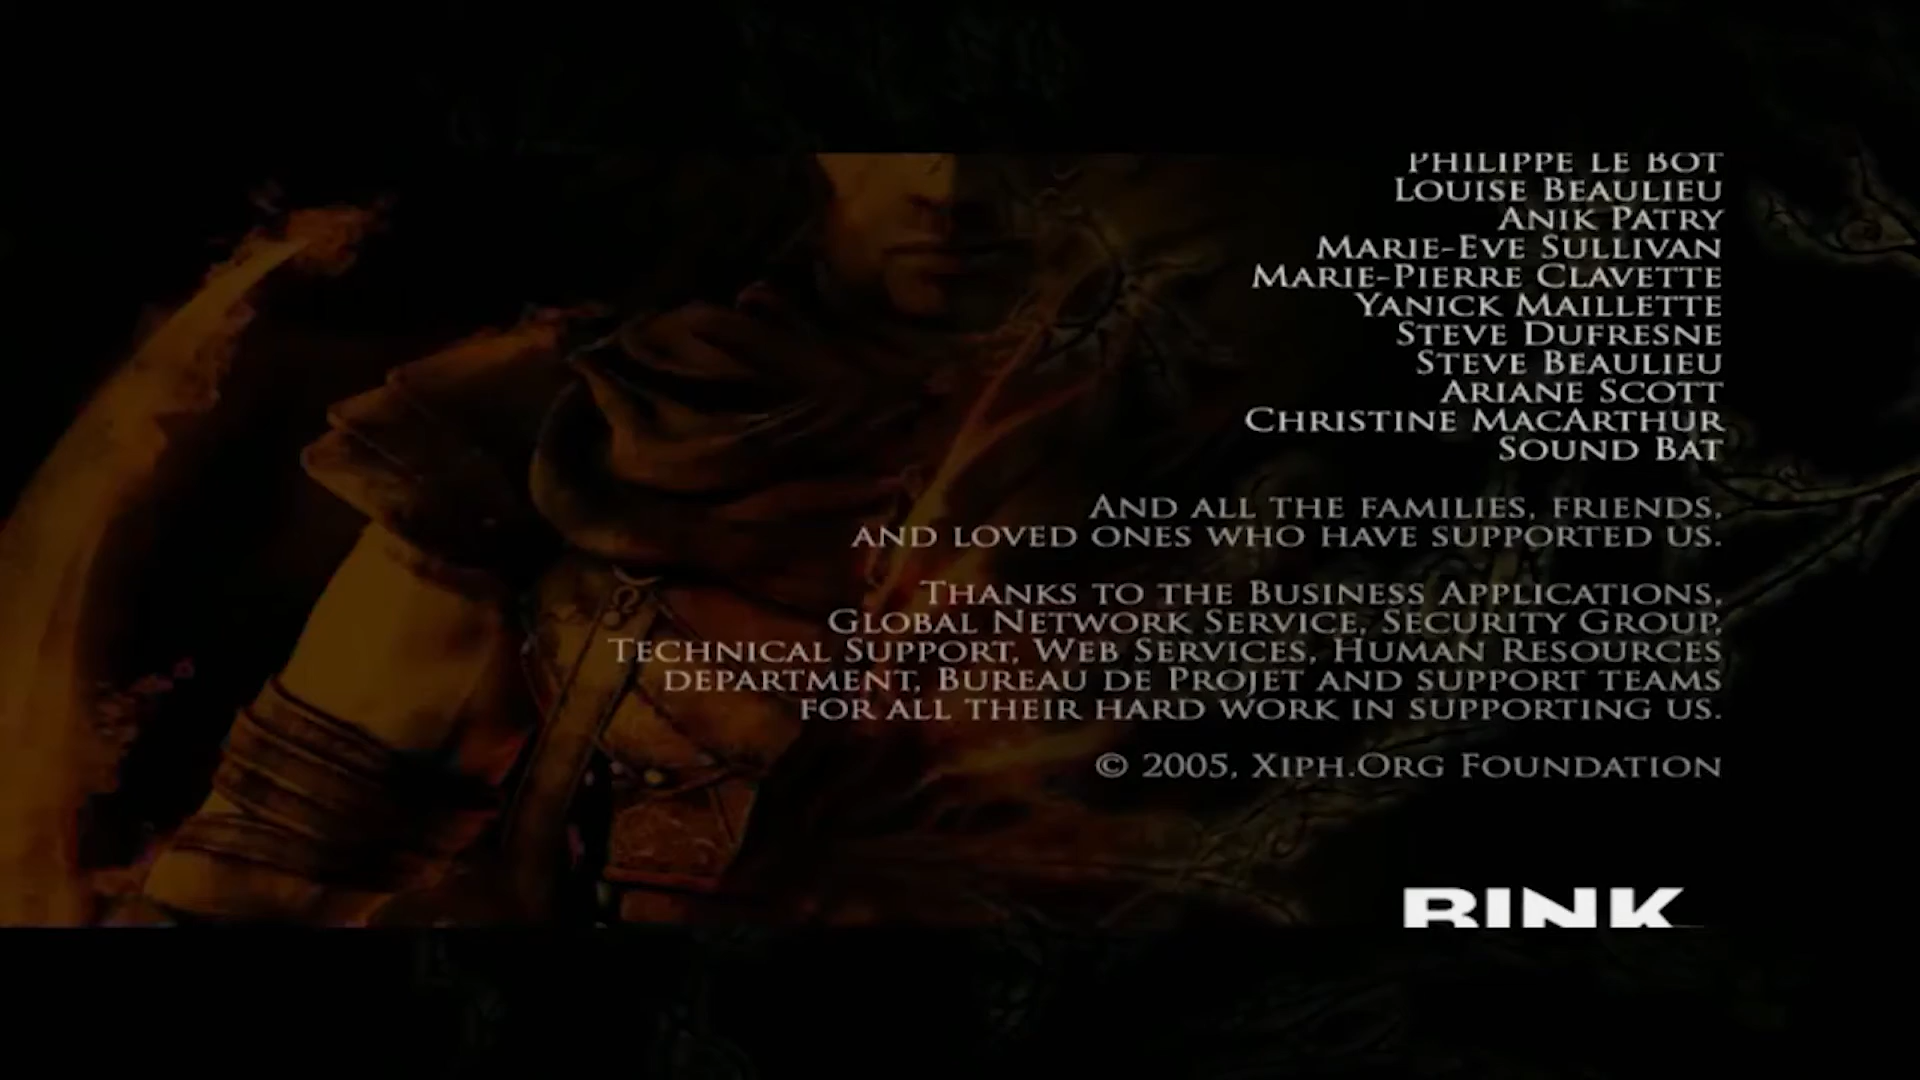 PHILIPPE LE BOT
LOUISE BEAULIEU
ANIK PATRY
MARIE-EVE SULLIVAN
MARIE-PIERRE CLAVETTE
YANICK MAILLETTE
STEVE DUFRESNE
STEVE BEAULIEU
ARIANE SCOTT
CHRISTINE MACARTHUR
SOUND BAT
AND ALL THE FAMILIES, FRIENDS,
AND LOVED ONES WHO HAVE SUPPORTED US.
THANKS TO THE BUSINESS APPLICATIONS,
GLOBAL NETWORK SERVICE, SECURITY GROUP,
TECHNICAL SUPPORT, WEB SERVICES, HUMAN RESOURCES
DEPARTMENT, BUREAU DE PROJET AND SUPPORT TEAMS
FOR ALL THEIR HARD WORK IN SUPPORTING US.
© 2005, XIPH.ORG FOUNDATION